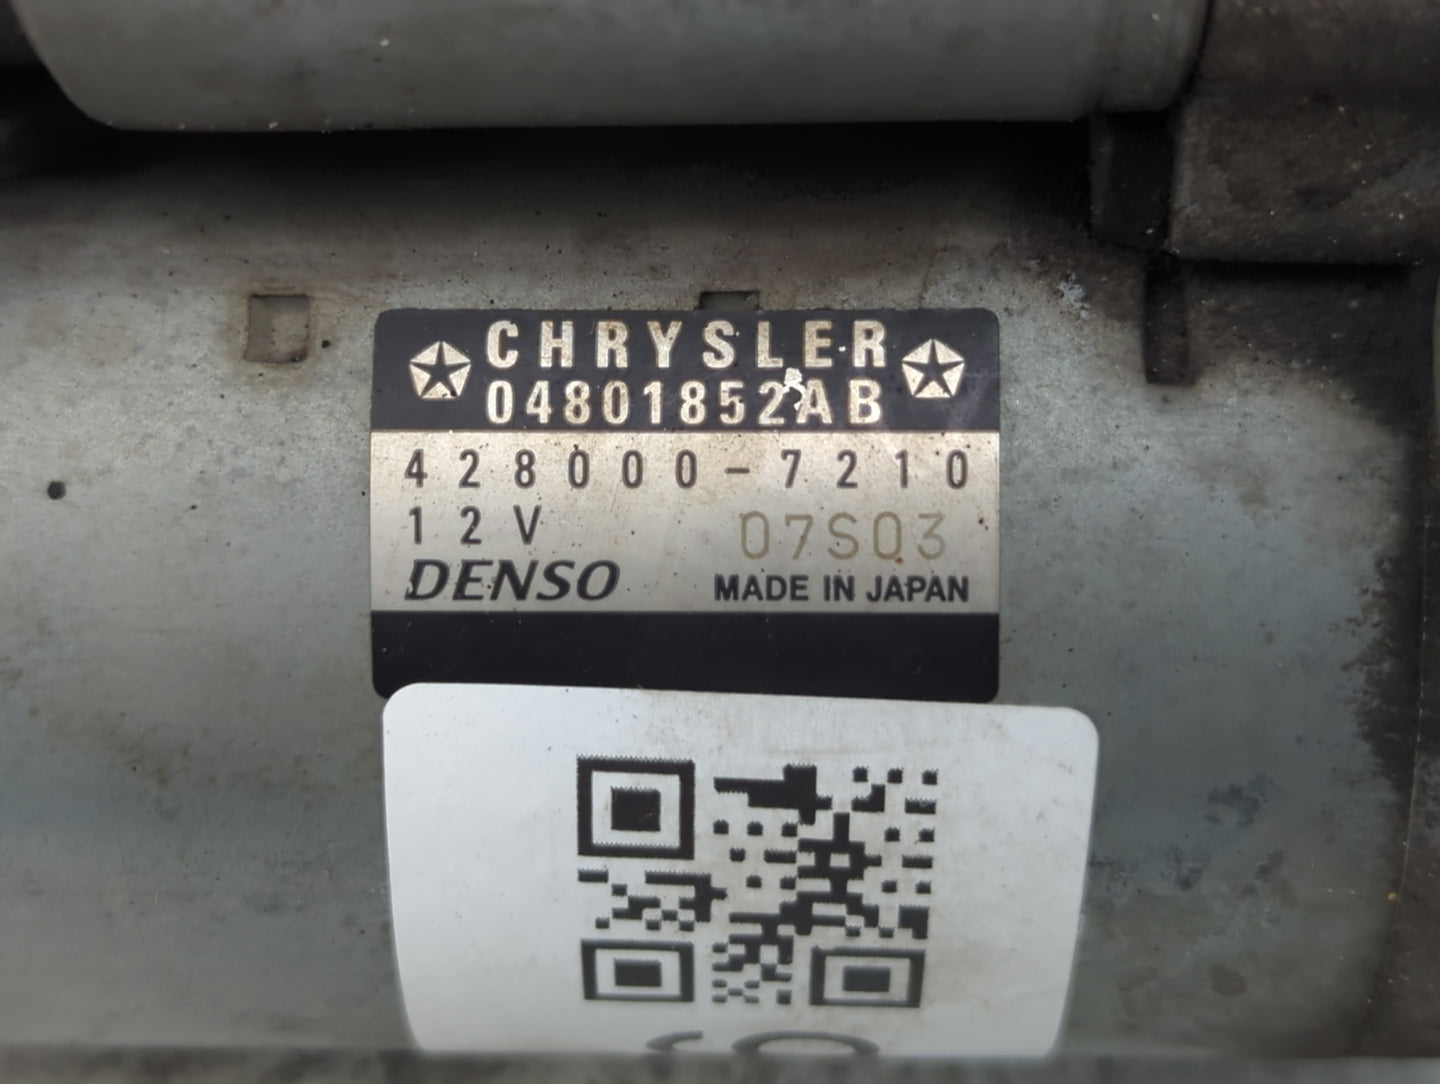 CHRYSLER
04801852AB
428000-7210
12V 07S03
DENSO MADE IN JAPAN